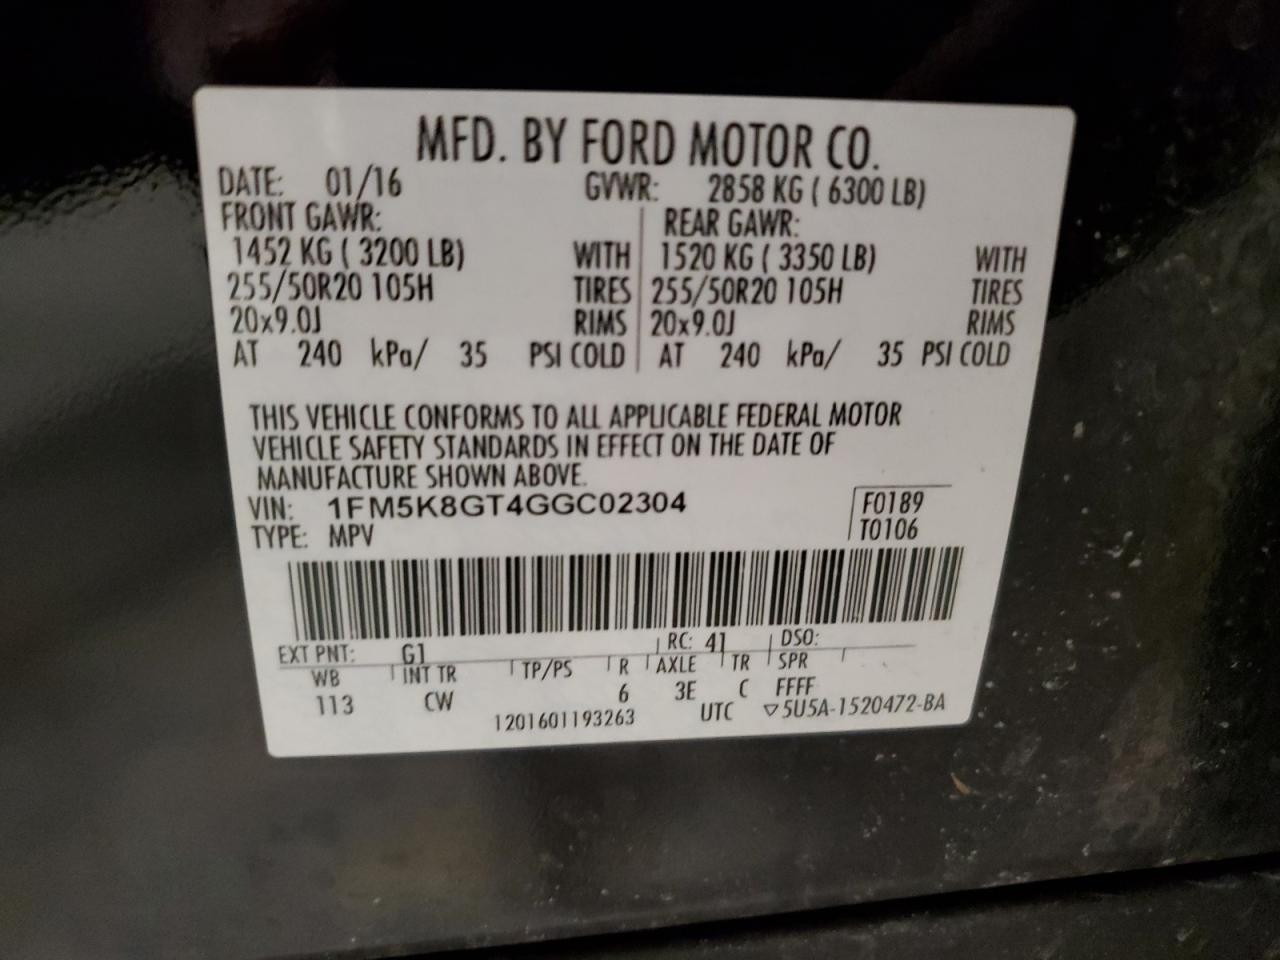 MFD. BY FORD MOTOR CO.
DATE: 01/16 GVWR: 2858 KG ( 6300 LB)
FRONT GAWR: REAR GAWR:
1452 KG ( 3200 LB) WITH 1520 KG ( 3350 LB) WITH
255/50R20 105H TIRES 255/50R20 105H TIRES
20x9.0J RIMS 20x9.0J RIMS
AT 240 kPa/ 35 PSI COLD AT 240 kPa/ 35 PSI COLD
THIS VEHICLE CONFORMS TO ALL APPLICABLE FEDERAL MOTOR
VEHICLE SAFETY STANDARDS IN EFFECT ON THE DATE OF
MANUFACTURE SHOWN ABOVE.
VIN: 1FM5K8GT4GGC02304 F0189
TYPE: MPV T0106
EXT PNT: G1 RC: 41 DSO:
WB INT TR TP/PS R AXLE TR SPR
113 CW 6 3E C FFFF
1201601193263 UTC ▽5U5A-1520472-BA